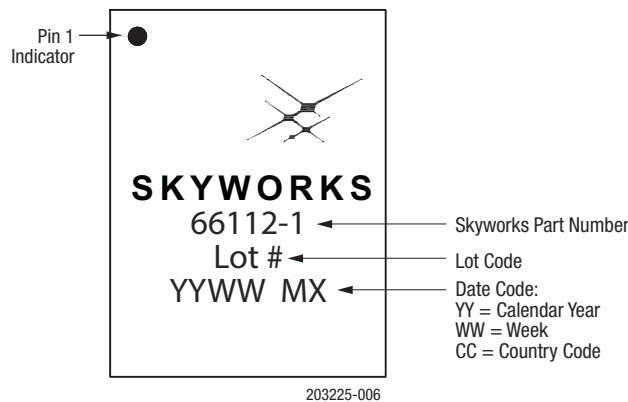 Pin 1
Indicator
SKYWORKS
66112-1
Skyworks Part Number
Lot #
Lot Code
YYWW MX
Date Code:
YY = Calendar Year
WW = Week
CC = Country Code
203225-006